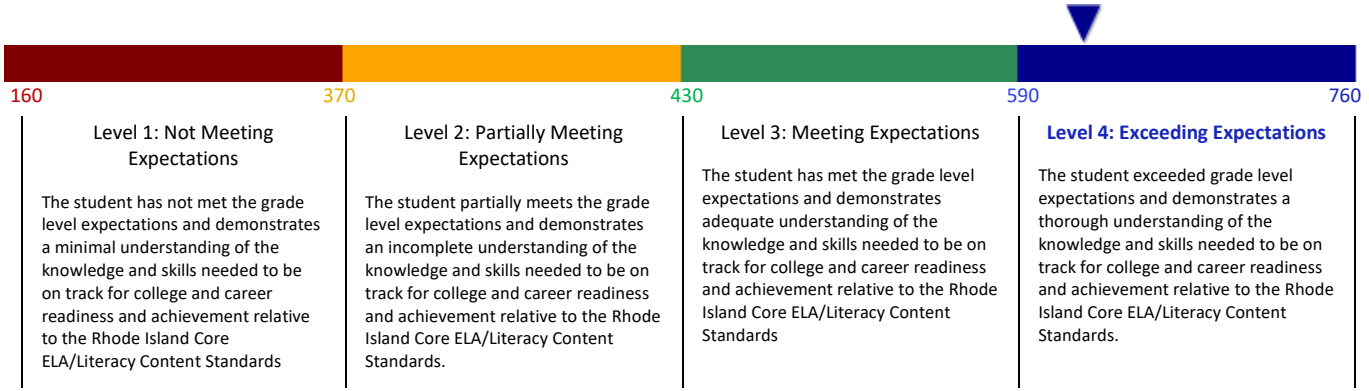 160
370
430
590
760
Level 1: Not Meeting
Expectations
The student has not met the grade
level expectations and demonstrates
a minimal understanding of the
knowledge and skills needed to be
on track for college and career
readiness and achievement relative
to the Rhode Island Core
ELA/Literacy Content Standards
Level 2: Partially Meeting
Expectations
The student partially meets the grade
level expectations and demonstrates
an incomplete understanding of the
knowledge and skills needed to be on
track for college and career readiness
and achievement relative to the Rhode
Island Core ELA/Literacy Content
Standards.
Level 3: Meeting Expectations
The student has met the grade level
expectations and demonstrates
adequate understanding of the
knowledge and skills needed to be on
track for college and career readiness
and achievement relative to the Rhode
Island Core ELA/Literacy Content
Standards
Level 4: Exceeding Expectations
The student exceeded grade level
expectations and demonstrates a
thorough understanding of the
knowledge and skills needed to be on
track for college and career readiness
and achievement relative to the Rhode
Island Core ELA/Literacy Content
Standards.